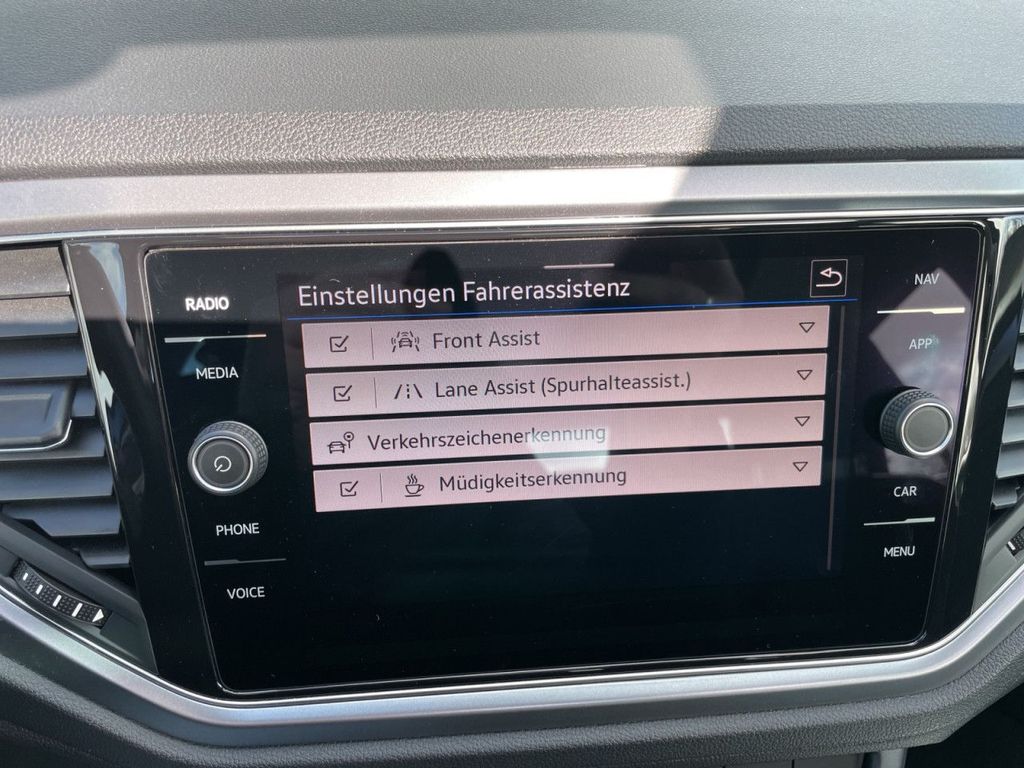 RADIO
MEDIA
PHONE
VOICE
Einstellungen Fahrerassistenz
Front Assist
Lane Assist (Spurhalteassist.)
Verkehrszeichenerkennung
Müdigkeitserkennung
NAV
APP
CAR
MENU